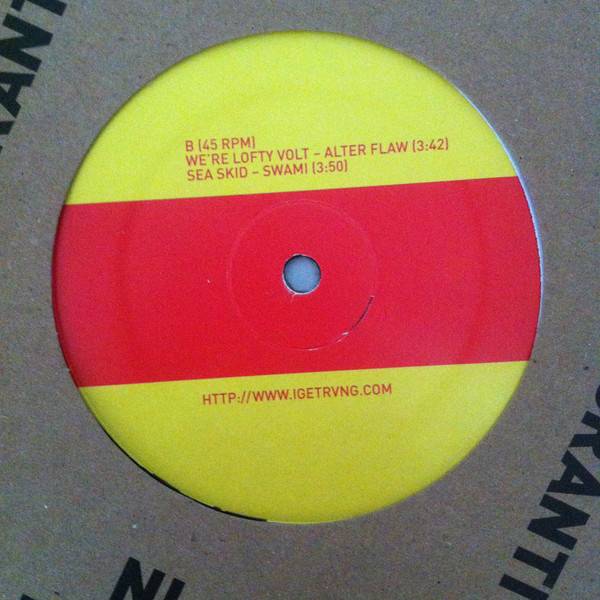 B (45 RPM)
WE'RE LOFTY VOLT – ALTER FLAW (3:42)
SEA SKID – SWAMI (3:50)
HTTP://WWW.IGETRVNG.COM